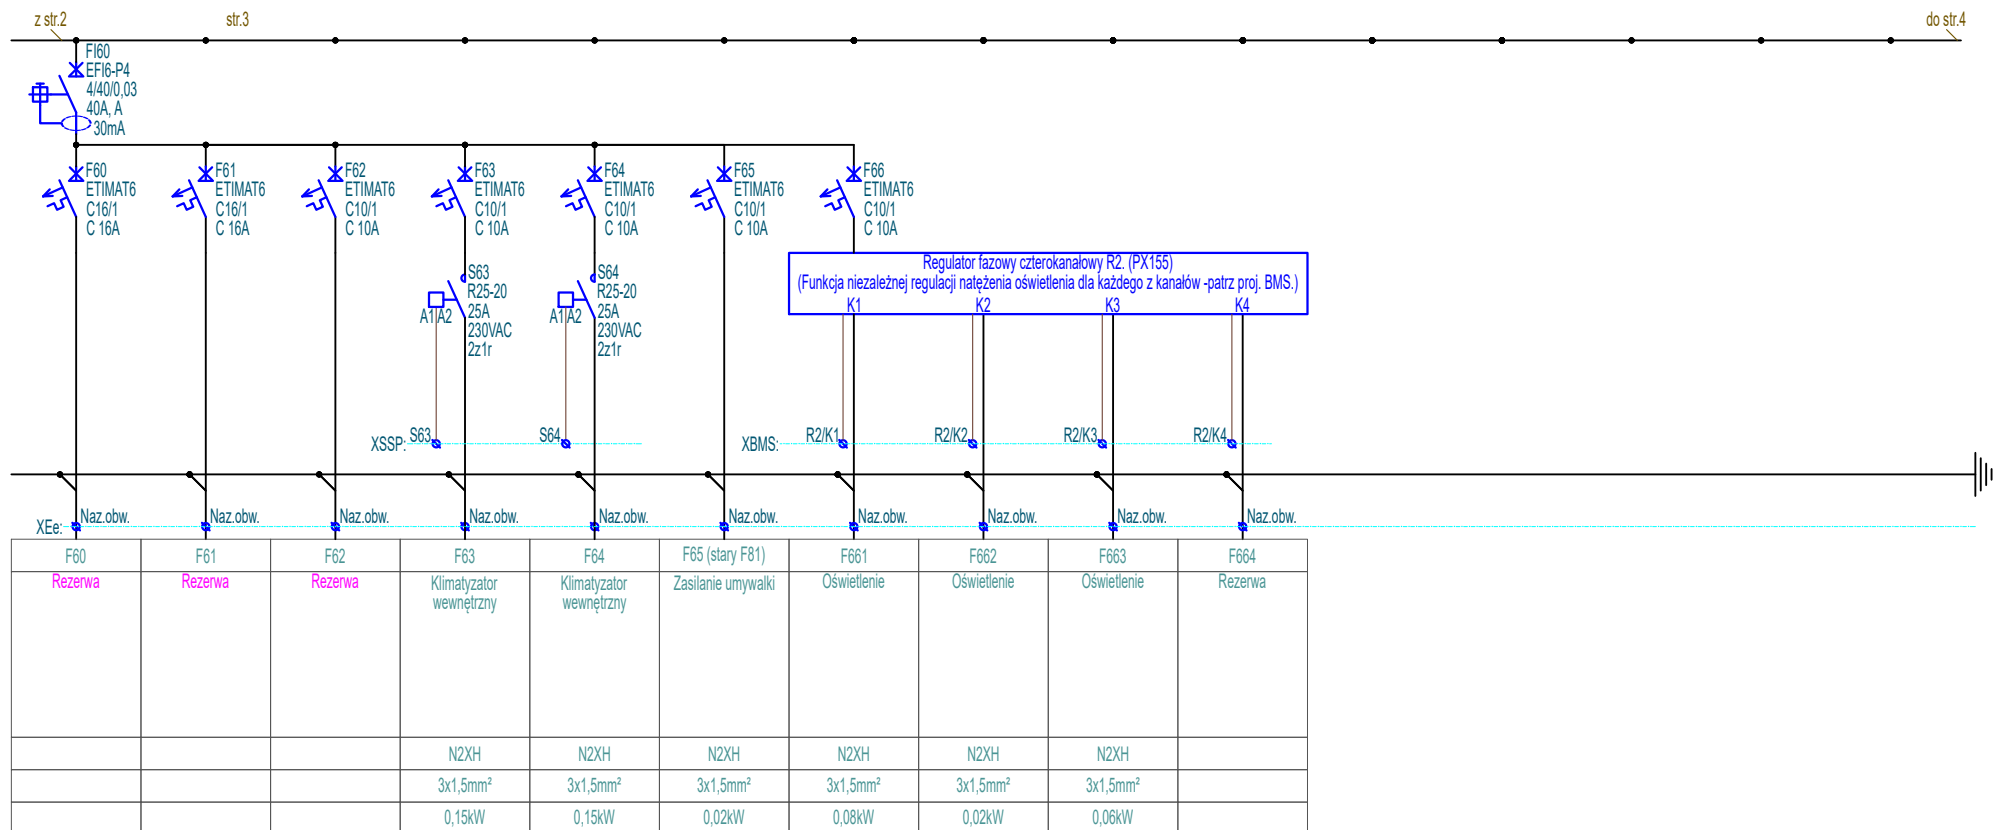 z str.2
str.3
do str.4
FI60
EFI6-P4
4/40/0,03
40A, A
30mA
F60
ETIMAT6
C16/1
C 16A
F61
ETIMAT6
C16/1
C 16A
F62
ETIMAT6
C10/1
C 10A
F63
ETIMAT6
C10/1
C 10A
F64
ETIMAT6
C10/1
C 10A
F65
ETIMAT6
C10/1
C 10A
F66
ETIMAT6
C10/1
C 10A
S63
R25-20
25A
230VAC
2z1r
A1 A2
S64
R25-20
25A
230VAC
2z1r
A1 A2
Regulator fazowy czterokanałowy R2. (PX155)
(Funkcja niezależnej regulacji natężenia oświetlenia dla każdego z kanałów -patrz proj. BMS.)
K1 K2 K3 K4
XSSP: S63 S64 XBMS: R2/K1 R2/K2 R2/K3 R2/K4
XEe: Naz.obw. Naz.obw. Naz.obw. Naz.obw. Naz.obw. Naz.obw. Naz.obw. Naz.obw. Naz.obw. Naz.obw.
F60 F61 F62 F63 F64 F65 (stary F81) F661 F662 F663 F664
Rezerwa Rezerwa Rezerwa Klimatyzator Klimatyzator Zasilanie umywalki Oświetlenie Oświetlenie Oświetlenie Rezerwa
wewnętrzny wewnętrzny
N2XH N2XH N2XH N2XH N2XH N2XH
3x1,5mm² 3x1,5mm² 3x1,5mm² 3x1,5mm² 3x1,5mm² 3x1,5mm²
0,15kW 0,15kW 0,02kW 0,08kW 0,02kW 0,06kW